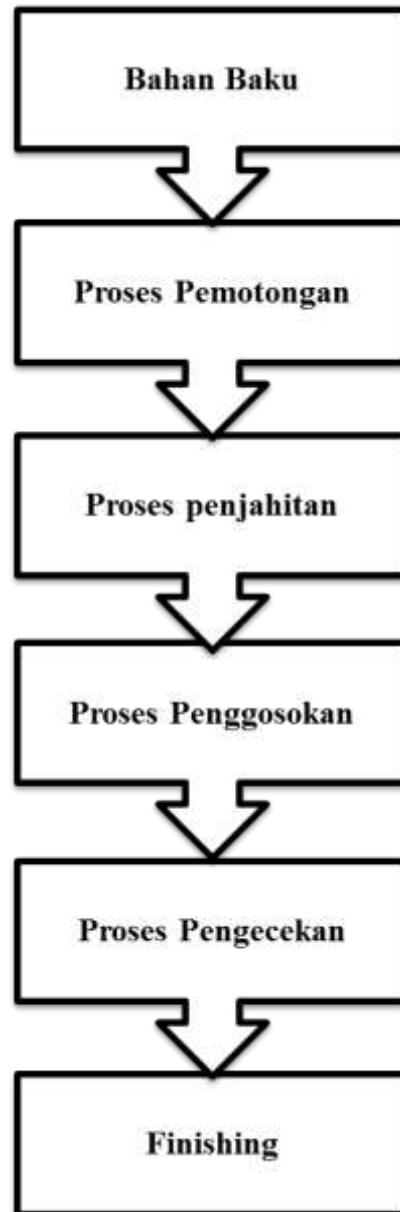 Bahan Baku
Proses Pemotongan
Proses penjahitan
Proses Penggosokan
Proses Pengecekan
Finishing